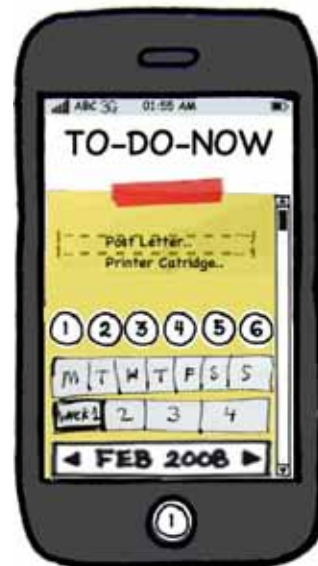 ABC 3G 01:55 AM
TO-DO-NOW
Post Letter..
Printer Catridge..
1 2 3 4 5 6
M T W T F S S
Week 1 2 3 4
FEB 2008
1